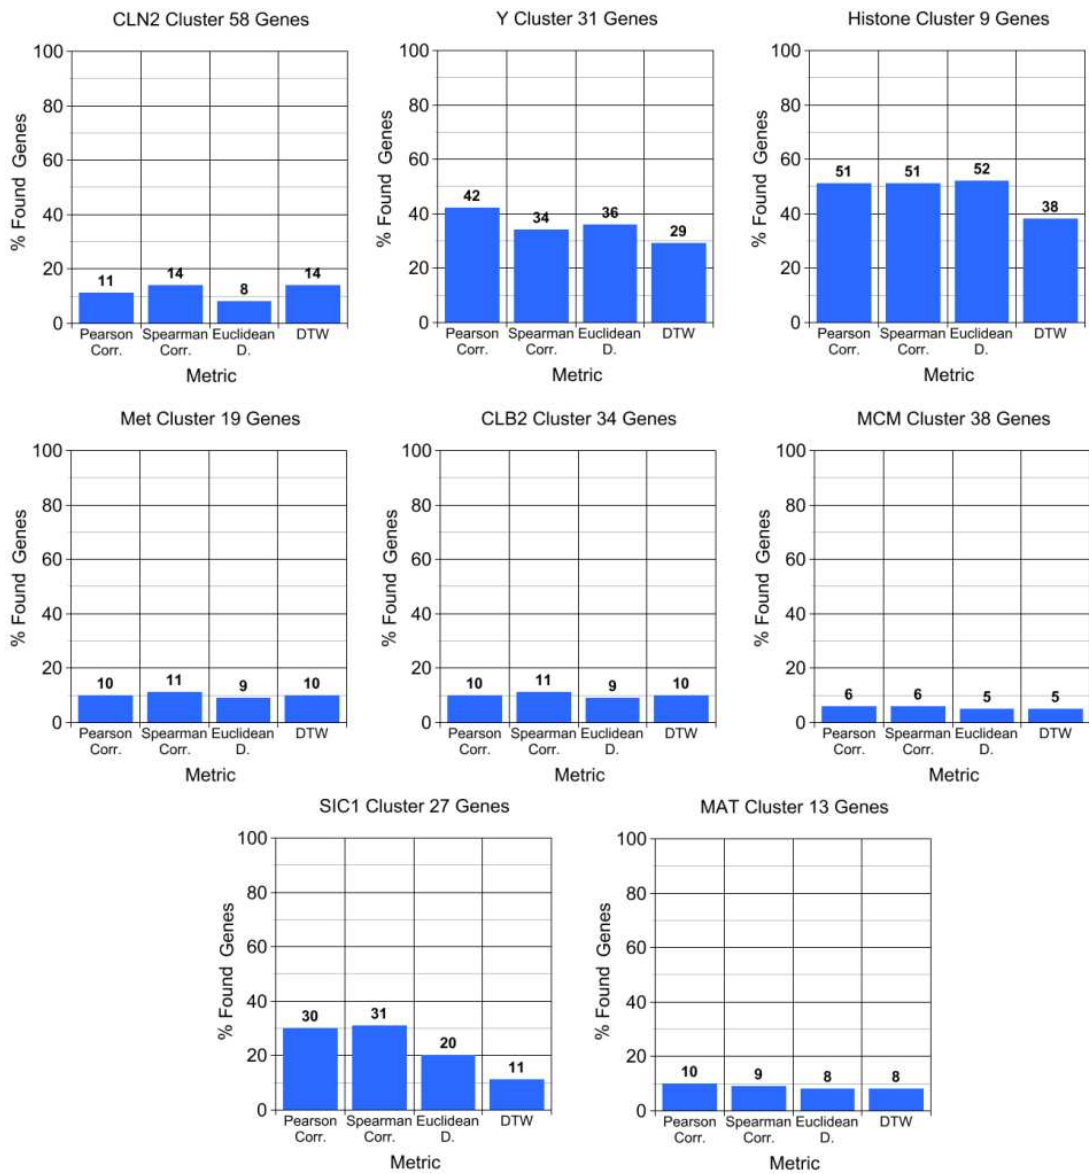 CLN2 Cluster 58 Genes
100
80
60
40
20
0
% Found Genes
11
14
8
14
Pearson Spearman Euclidean DTW
Corr. Corr. D.
Metric
Y Cluster 31 Genes
100
80
60
40
20
0
% Found Genes
42
34
36
29
Pearson Spearman Euclidean DTW
Corr. Corr. D.
Metric
Histone Cluster 9 Genes
100
80
60
40
20
0
% Found Genes
51
51
52
38
Pearson Spearman Euclidean DTW
Corr. Corr. D.
Metric
Met Cluster 19 Genes
100
80
60
40
20
0
% Found Genes
10
11
9
10
Pearson Spearman Euclidean DTW
Corr. Corr. D.
Metric
CLB2 Cluster 34 Genes
100
80
60
40
20
0
% Found Genes
10
11
9
10
Pearson Spearman Euclidean DTW
Corr. Corr. D.
Metric
MCM Cluster 38 Genes
100
80
60
40
20
0
% Found Genes
6
6
5
5
Pearson Spearman Euclidean DTW
Corr. Corr. D.
Metric
SIC1 Cluster 27 Genes
100
80
60
40
20
0
% Found Genes
30
31
20
11
Pearson Spearman Euclidean DTW
Corr. Corr. D.
Metric
MAT Cluster 13 Genes
100
80
60
40
20
0
% Found Genes
10
9
8
8
Pearson Spearman Euclidean DTW
Corr. Corr. D.
Metric